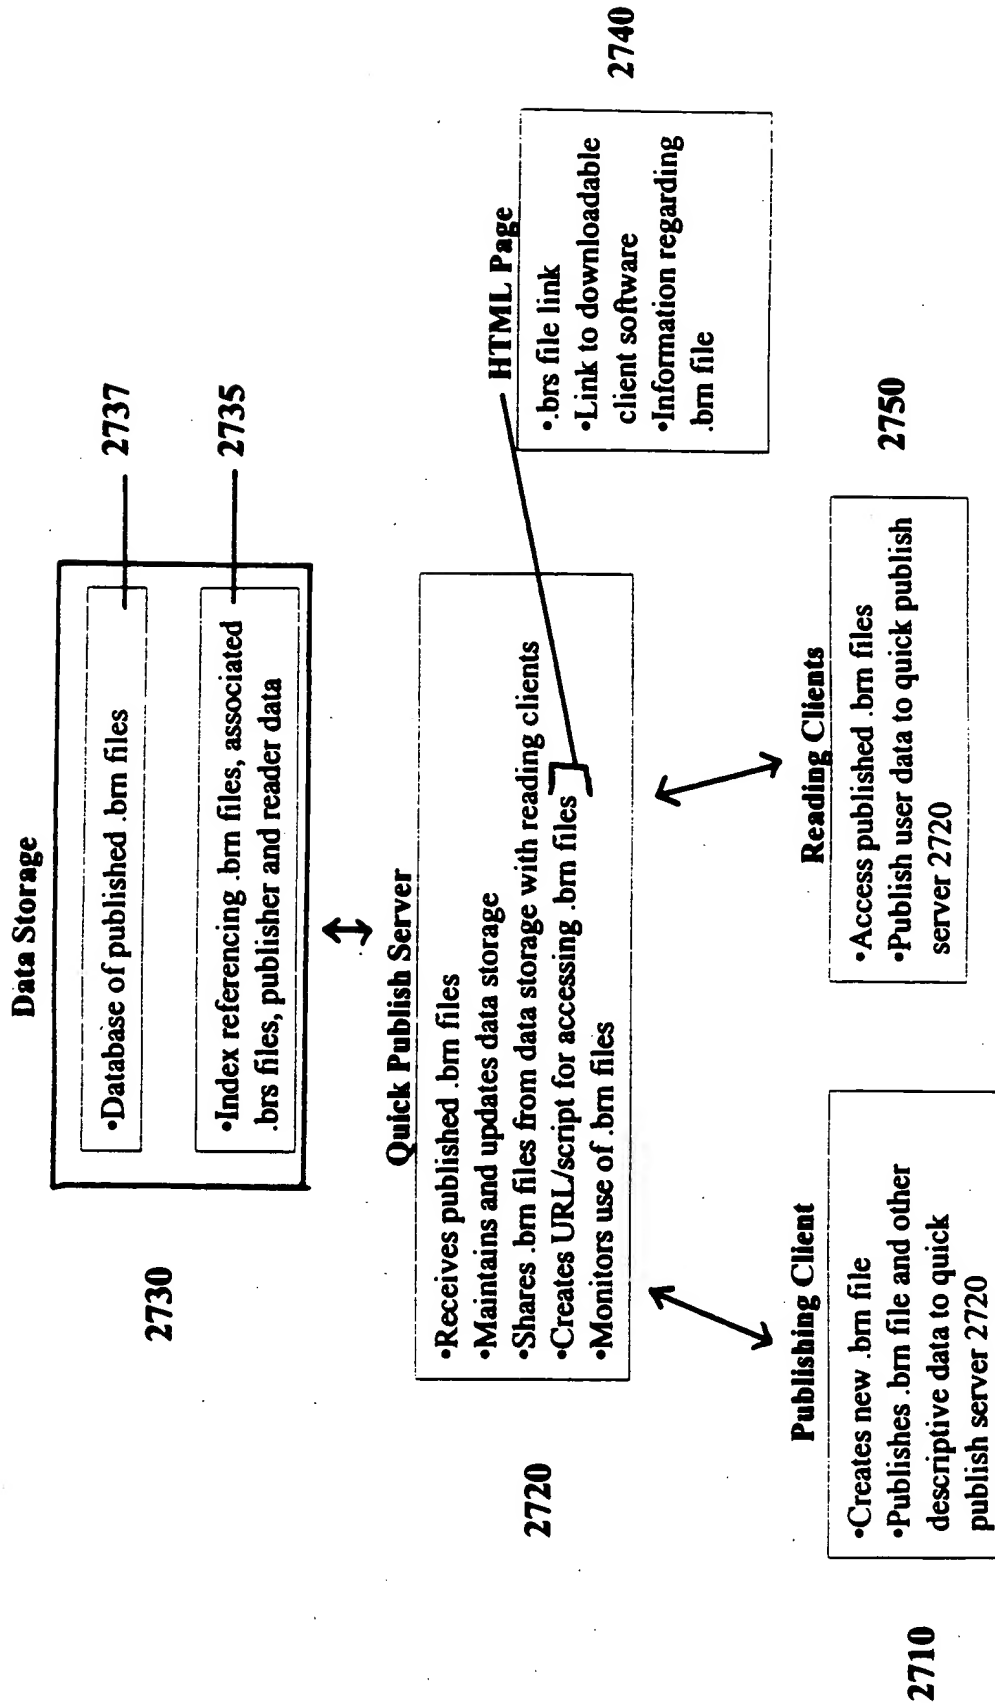 Data Storage
2730
•Database of published .brn files
2737
•Index referencing .brn files, associated
.brs files, publisher and reader data
2735
Quick Publish Server
2720
•Receives published .brn files
•Maintains and updates data storage
•Shares .brn files from data storage with reading clients
•Creates URL/script for accessing .brn files
•Monitors use of .brn files
HTML Page
•.brs file link
•Link to downloadable
client software
•Information regarding
.brn file
2740
Publishing Client
2710
•Creates new .brn file
•Publishes .brn file and other
descriptive data to quick
publish server 2720
Reading Clients
•Access published .brn files
•Publish user data to quick publish
server 2720
2750